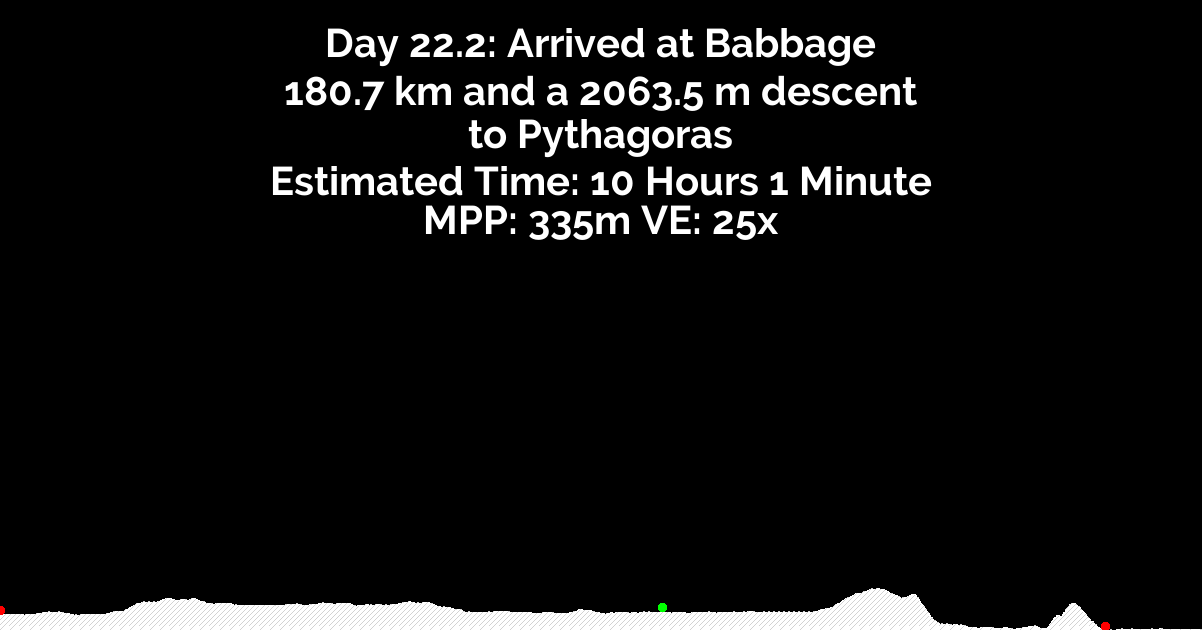 Day 22.2: Arrived at Babbage
180.7 km and a 2063.5 m descent
to Pythagoras
Estimated Time: 10 Hours 1 Minute
MPP: 335m VE: 25x